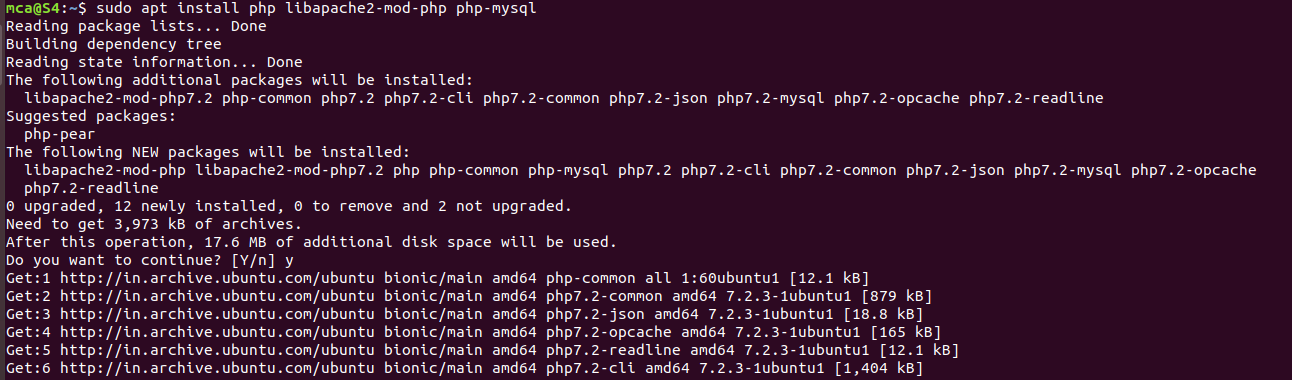 mca@S4:~$ sudo apt install php libapache2-mod-php php-mysql
Reading package lists... Done
Building dependency tree
Reading state information... Done
The following additional packages will be installed:
  libapache2-mod-php7.2 php-common php7.2 php7.2-cli php7.2-common php7.2-json php7.2-mysql php7.2-opcache php7.2-readline
Suggested packages:
  php-pear
The following NEW packages will be installed:
  libapache2-mod-php libapache2-mod-php7.2 php php-common php-mysql php7.2 php7.2-cli php7.2-common php7.2-json php7.2-mysql php7.2-opcache
  php7.2-readline
0 upgraded, 12 newly installed, 0 to remove and 2 not upgraded.
Need to get 3,973 kB of archives.
After this operation, 17.6 MB of additional disk space will be used.
Do you want to continue? [Y/n] y
Get:1 http://in.archive.ubuntu.com/ubuntu bionic/main amd64 php-common all 1:60ubuntu1 [12.1 kB]
Get:2 http://in.archive.ubuntu.com/ubuntu bionic/main amd64 php7.2-common amd64 7.2.3-1ubuntu1 [879 kB]
Get:3 http://in.archive.ubuntu.com/ubuntu bionic/main amd64 php7.2-json amd64 7.2.3-1ubuntu1 [18.8 kB]
Get:4 http://in.archive.ubuntu.com/ubuntu bionic/main amd64 php7.2-opcache amd64 7.2.3-1ubuntu1 [165 kB]
Get:5 http://in.archive.ubuntu.com/ubuntu bionic/main amd64 php7.2-readline amd64 7.2.3-1ubuntu1 [12.1 kB]
Get:6 http://in.archive.ubuntu.com/ubuntu bionic/main amd64 php7.2-cli amd64 7.2.3-1ubuntu1 [1,404 kB]